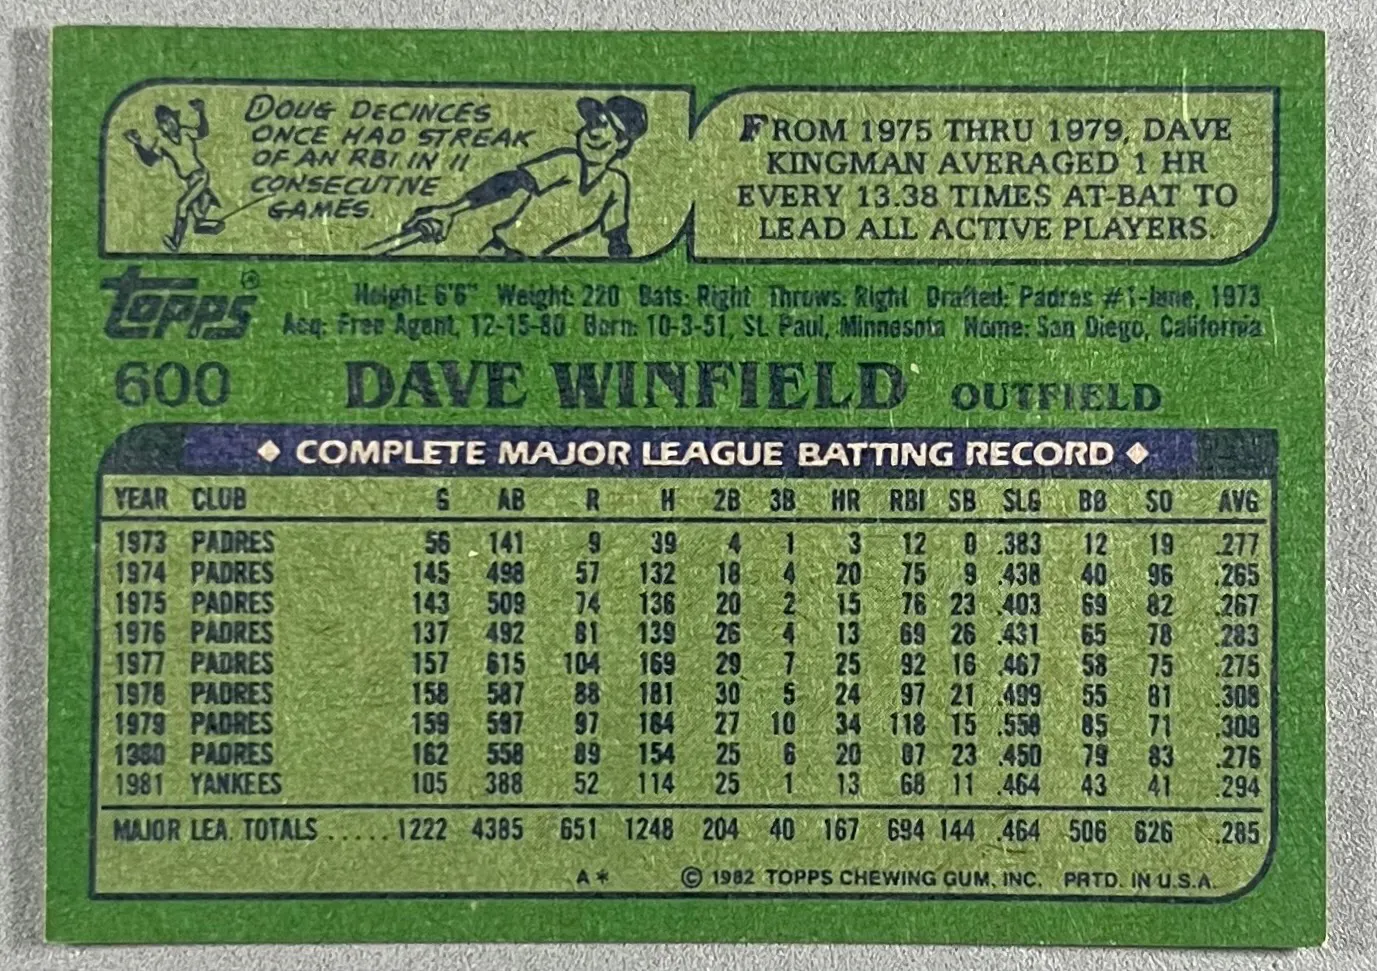 DOUG DECINCES
ONCE HAD STREAK
OF AN RBI IN 11
CONSECUTIVE
GAMES.
FROM 1975 THRU 1979, DAVE
KINGMAN AVERAGED 1 HR
EVERY 13.38 TIMES AT-BAT TO
LEAD ALL ACTIVE PLAYERS.
topps®
Height: 6'6" Weight: 220 Bats: Right Throws: Right Drafted: Padres #1-June, 1973
Acq: Free Agent, 12-15-80 Born: 10-3-51, St. Paul, Minnesota Home: San Diego, California
600 DAVE WINFIELD OUTFIELD
◆ COMPLETE MAJOR LEAGUE BATTING RECORD ◆
YEAR CLUB G AB R H 2B 3B HR RBI SB SLG BB SO AVG
1973 PADRES 56 141 9 39 4 1 3 12 0 .383 12 19 .277
1974 PADRES 145 498 57 132 18 4 20 75 9 .438 40 96 .265
1975 PADRES 143 509 74 136 20 2 15 76 23 .403 69 82 .267
1976 PADRES 137 492 81 139 26 4 13 69 26 .431 65 78 .283
1977 PADRES 157 615 104 169 29 7 25 92 16 .467 58 75 .275
1978 PADRES 158 587 88 181 30 5 24 97 21 .499 55 81 .308
1979 PADRES 159 597 97 184 27 10 34 118 15 .558 85 71 .308
1980 PADRES 162 558 89 154 25 6 20 87 23 .450 79 83 .276
1981 YANKEES 105 388 52 114 25 1 13 68 11 .464 43 41 .294
MAJOR LEA. TOTALS ..... 1222 4385 651 1248 204 40 167 694 144 .464 506 626 .285
A* © 1982 TOPPS CHEWING GUM, INC. PRTD. IN U.S.A.